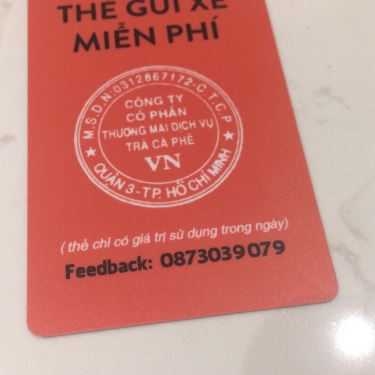 THẺ GỬI XE
MIỄN PHÍ
M.S.D.N:0312867172-C.T.C.P
CÔNG TY
CỔ PHẦN
THƯƠNG MẠI DỊCH VỤ
TRÀ CÀ PHÊ
VN
QUẬN 3-TP. HỒ CHÍ MINH
( thẻ chỉ có giá trị sử dụng trong ngày)
Feedback: 0873039079